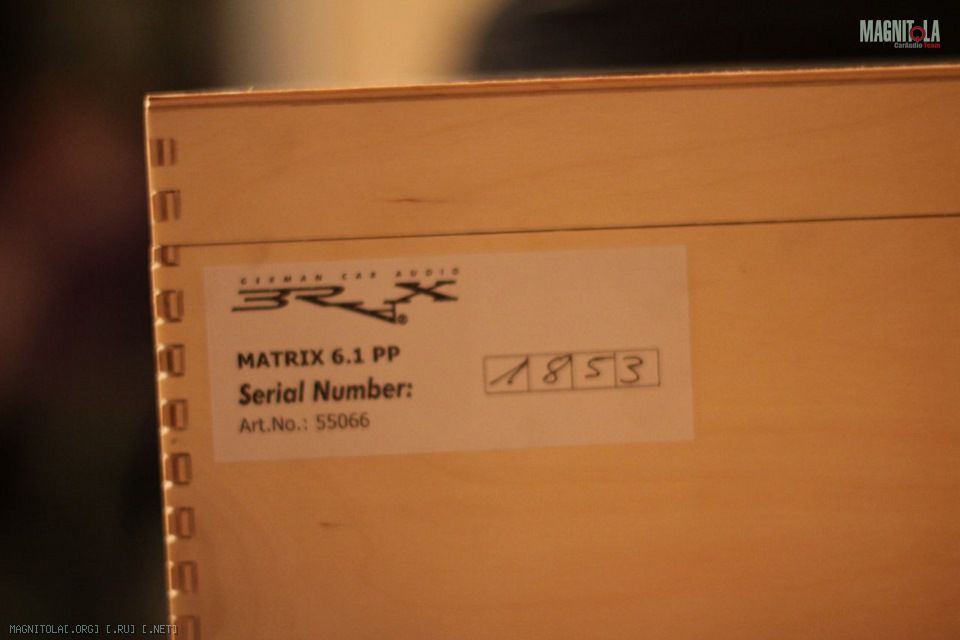 MAGNITOLA
CarAudio Team
GERMAN CAR AUDIO
BRAX®
MATRIX 6.1 PP
Serial Number:
1853
Art.No.: 55066
MAGNITOLA[.ORG] [.RU] [.NET]